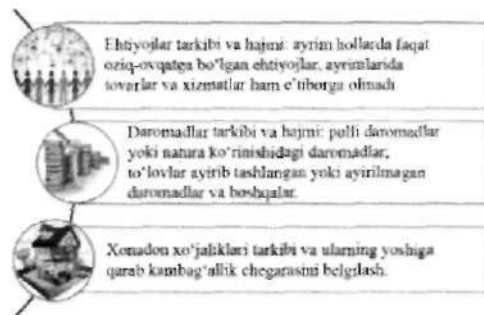 Ehtiyojlar tarkibi va hajmi: ayrim hollarda faqat
oziq-ovqatga bo'lgan ehtiyojlar, ayrimlarida
tovarlar va xizmatlar ham e'tiborga olinadi
Daromadlar tarkibi va hajmi: pulli daromadlar
yoki natura ko'rinishidagi daromadlar,
to'lovlar ayirib tashlangan yoki ayirilmagan
daromadlar va boshqalar.
Xonadon xo'jaliklari tarkibi va ularning yoshiga
qarab kambag'allik chegarasini belgilash.